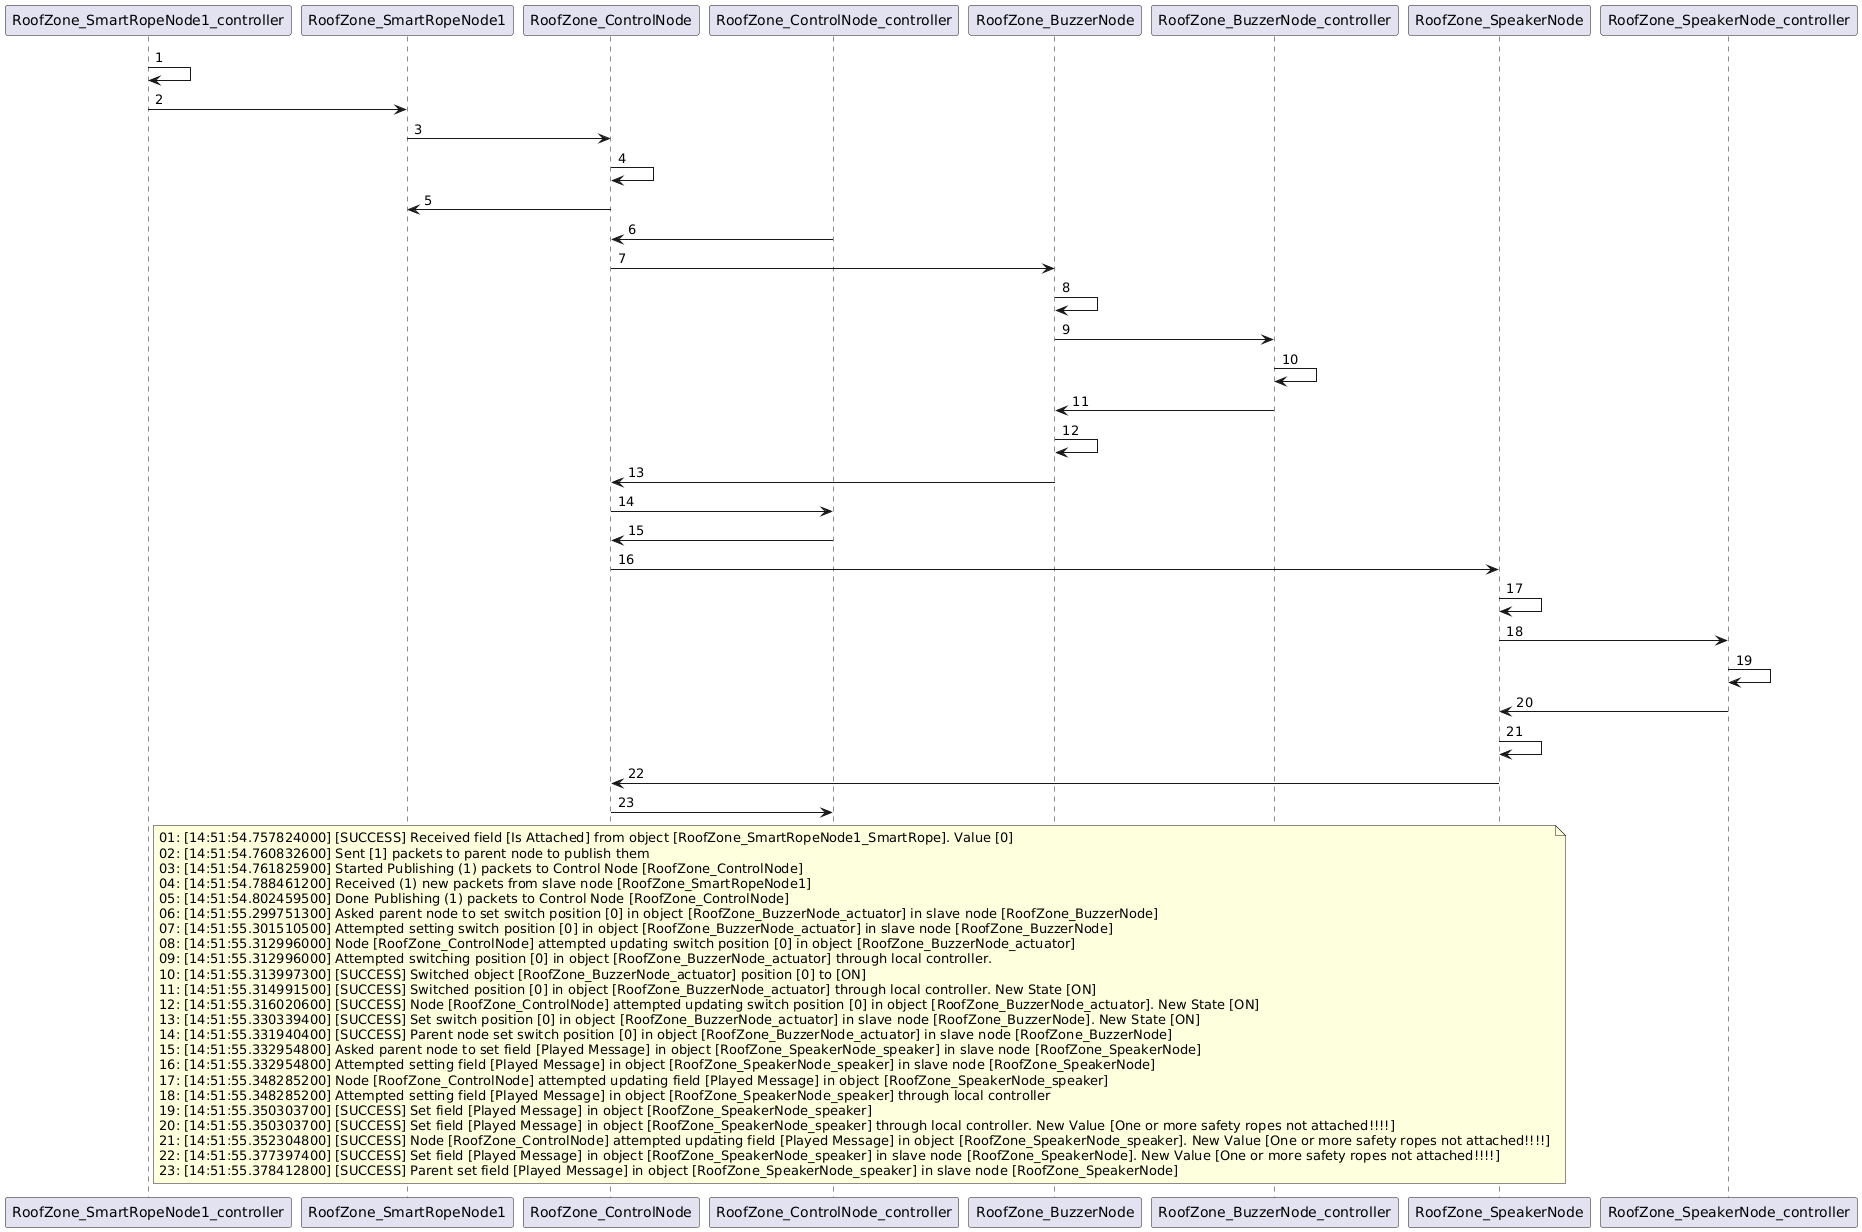 RoofZone_SmartRopeNode1_controller RoofZone_SmartRopeNode1 RoofZone_ControlNode RoofZone_ControlNode_controller RoofZone_BuzzerNode RoofZone_BuzzerNode_controller RoofZone_SpeakerNode RoofZone_SpeakerNode_controller
1
2
3
4
5
6
7
8
9
10
11
12
13
14
15
16
17
18
19
20
21
22
23
01: [14:51:54.757824000] [SUCCESS] Received field [Is Attached] from object [RoofZone_SmartRopeNode1_SmartRope]. Value [0]
02: [14:51:54.760832600] Sent [1] packets to parent node to publish them
03: [14:51:54.761825900] Started Publishing (1) packets to Control Node [RoofZone_ControlNode]
04: [14:51:54.788461200] Received (1) new packets from slave node [RoofZone_SmartRopeNode1]
05: [14:51:54.802459500] Done Publishing (1) packets to Control Node [RoofZone_ControlNode]
06: [14:51:55.299751300] Asked parent node to set switch position [0] in object [RoofZone_BuzzerNode_actuator] in slave node [RoofZone_BuzzerNode]
07: [14:51:55.301510500] Attempted setting switch position [0] in object [RoofZone_BuzzerNode_actuator] in slave node [RoofZone_BuzzerNode]
08: [14:51:55.312996000] Node [RoofZone_ControlNode] attempted updating switch position [0] in object [RoofZone_BuzzerNode_actuator]
09: [14:51:55.312996000] Attempted switching position [0] in object [RoofZone_BuzzerNode_actuator] through local controller.
10: [14:51:55.313997300] [SUCCESS] Switched object [RoofZone_BuzzerNode_actuator] position [0] to [ON]
11: [14:51:55.314991500] [SUCCESS] Switched position [0] in object [RoofZone_BuzzerNode_actuator] through local controller. New State [ON]
12: [14:51:55.316020600] [SUCCESS] Node [RoofZone_ControlNode] attempted updating switch position [0] in object [RoofZone_BuzzerNode_actuator]. New State [ON]
13: [14:51:55.330339400] [SUCCESS] Set switch position [0] in object [RoofZone_BuzzerNode_actuator] in slave node [RoofZone_BuzzerNode]. New State [ON]
14: [14:51:55.331940400] [SUCCESS] Parent node set switch position [0] in object [RoofZone_BuzzerNode_actuator] in slave node [RoofZone_BuzzerNode]
15: [14:51:55.332954800] Asked parent node to set field [Played Message] in object [RoofZone_SpeakerNode_speaker] in slave node [RoofZone_SpeakerNode]
16: [14:51:55.332954800] Attempted setting field [Played Message] in object [RoofZone_SpeakerNode_speaker] in slave node [RoofZone_SpeakerNode]
17: [14:51:55.348285200] Node [RoofZone_ControlNode] attempted updating field [Played Message] in object [RoofZone_SpeakerNode_speaker]
18: [14:51:55.348285200] Attempted setting field [Played Message] in object [RoofZone_SpeakerNode_speaker] through local controller
19: [14:51:55.350303700] [SUCCESS] Set field [Played Message] in object [RoofZone_SpeakerNode_speaker]
20: [14:51:55.350303700] [SUCCESS] Set field [Played Message] in object [RoofZone_SpeakerNode_speaker] through local controller. New Value [One or more safety ropes not attached!!!!]
21: [14:51:55.352304800] [SUCCESS] Node [RoofZone_ControlNode] attempted updating field [Played Message] in object [RoofZone_SpeakerNode_speaker]. New Value [One or more safety ropes not attached!!!!]
22: [14:51:55.377397400] [SUCCESS] Set field [Played Message] in object [RoofZone_SpeakerNode_speaker] in slave node [RoofZone_SpeakerNode]. New Value [One or more safety ropes not attached!!!!]
23: [14:51:55.378412800] [SUCCESS] Parent set field [Played Message] in object [RoofZone_SpeakerNode_speaker] in slave node [RoofZone_SpeakerNode]
RoofZone_SmartRopeNode1_controller RoofZone_SmartRopeNode1 RoofZone_ControlNode RoofZone_ControlNode_controller RoofZone_BuzzerNode RoofZone_BuzzerNode_controller RoofZone_SpeakerNode RoofZone_SpeakerNode_controller